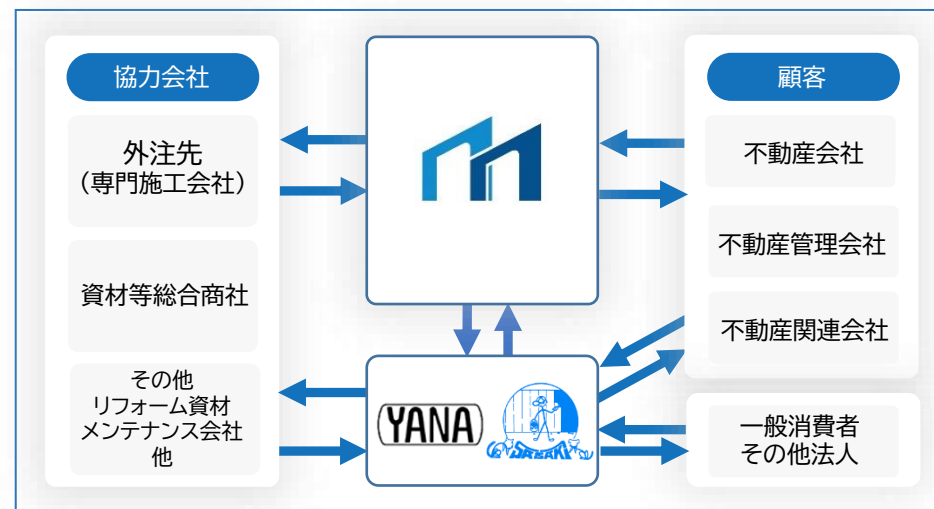 協力会社
外注先
（専門施工会社）
資材等総合商社
その他
リフォーム資材
メンテナンス会社
他
YANA
SANAKI
顧客
不動産会社
不動産管理会社
不動産関連会社
一般消費者
その他法人